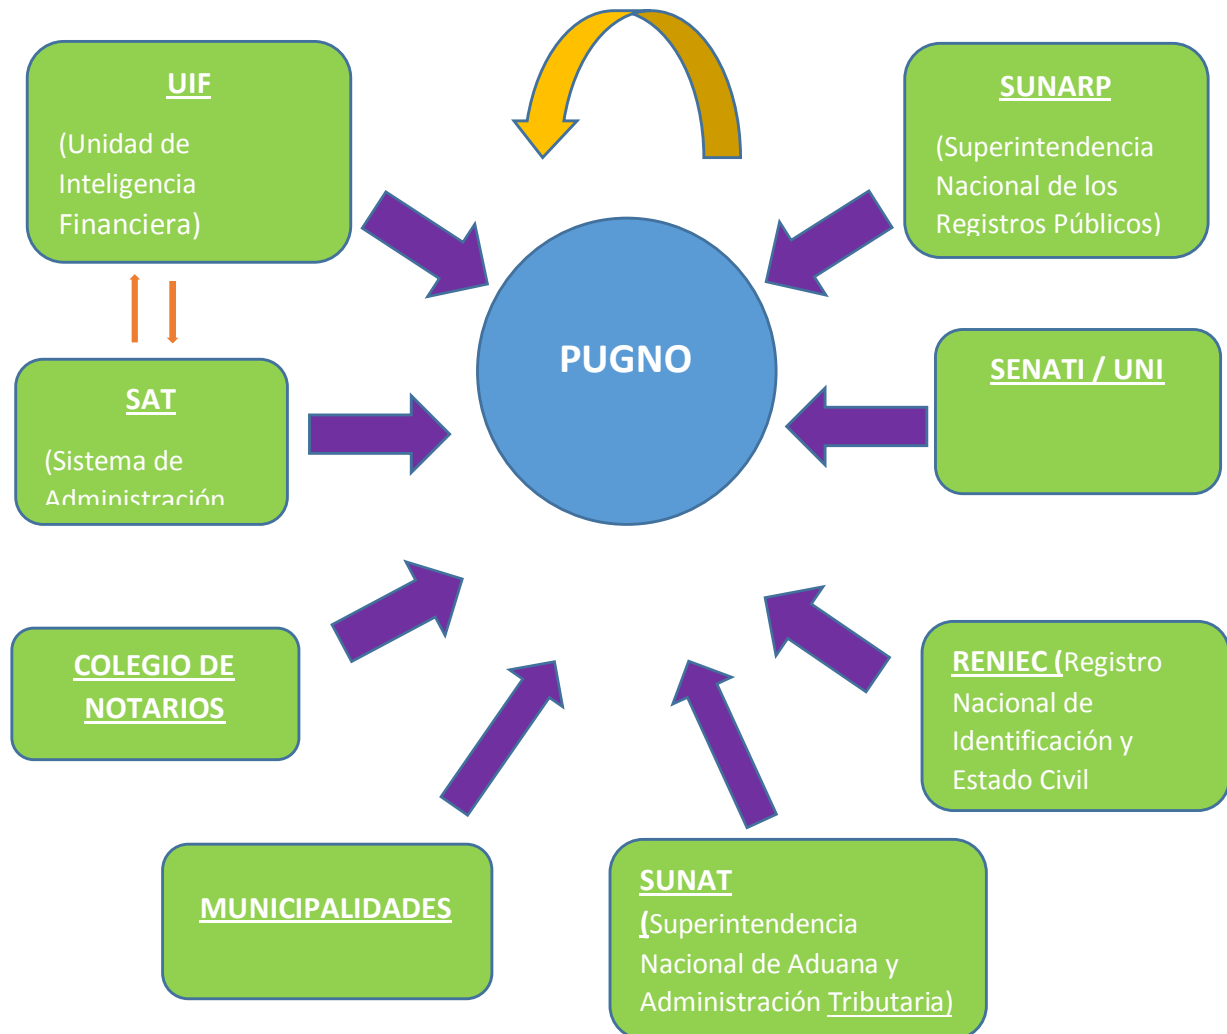 UIF
(Unidad de
Inteligencia
Financiera)
SUNARP
(Superintendencia
Nacional de los
Registros Públicos)
PUGNO
SENATI / UNI
SAT
(Sistema de
Administración
COLEGIO DE
NOTARIOS
RENIEC (Registro
Nacional de
Identificación y
Estado Civil
MUNICIPALIDADES
SUNAT
(Superintendencia
Nacional de Aduana y
Administración Tributaria)